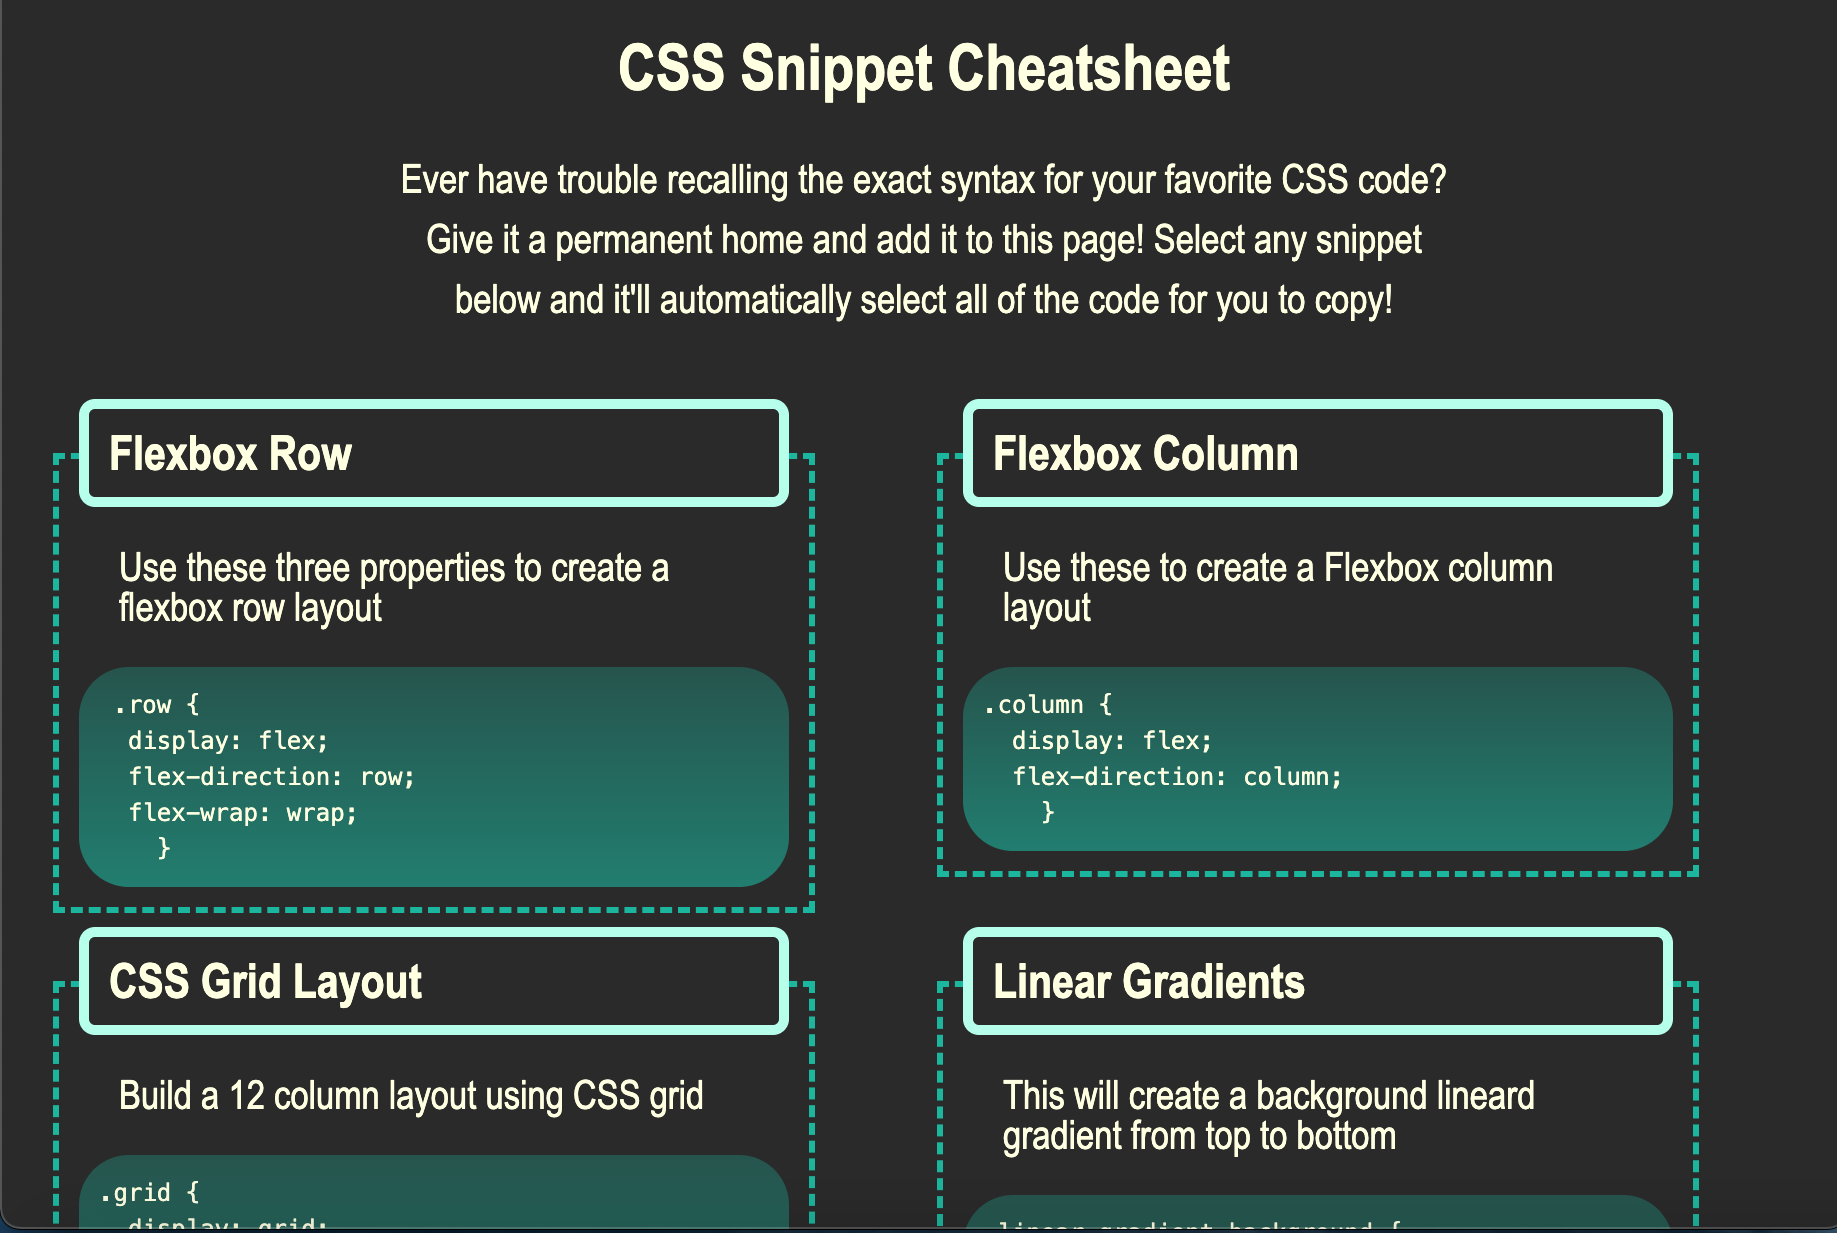 CSS Snippet Cheatsheet
Ever have trouble recalling the exact syntax for your favorite CSS code?
Give it a permanent home and add it to this page! Select any snippet
below and it'll automatically select all of the code for you to copy!
Flexbox Row
Use these three properties to create a
flexbox row layout
.row {
display: flex;
flex-direction: row;
flex-wrap: wrap;
}
Flexbox Column
Use these to create a Flexbox column
layout
.column {
display: flex;
flex-direction: column;
}
CSS Grid Layout
Build a 12 column layout using CSS grid
.grid {
display: grid;
Linear Gradients
This will create a background lineard
gradient from top to bottom
linear-gradient-background {